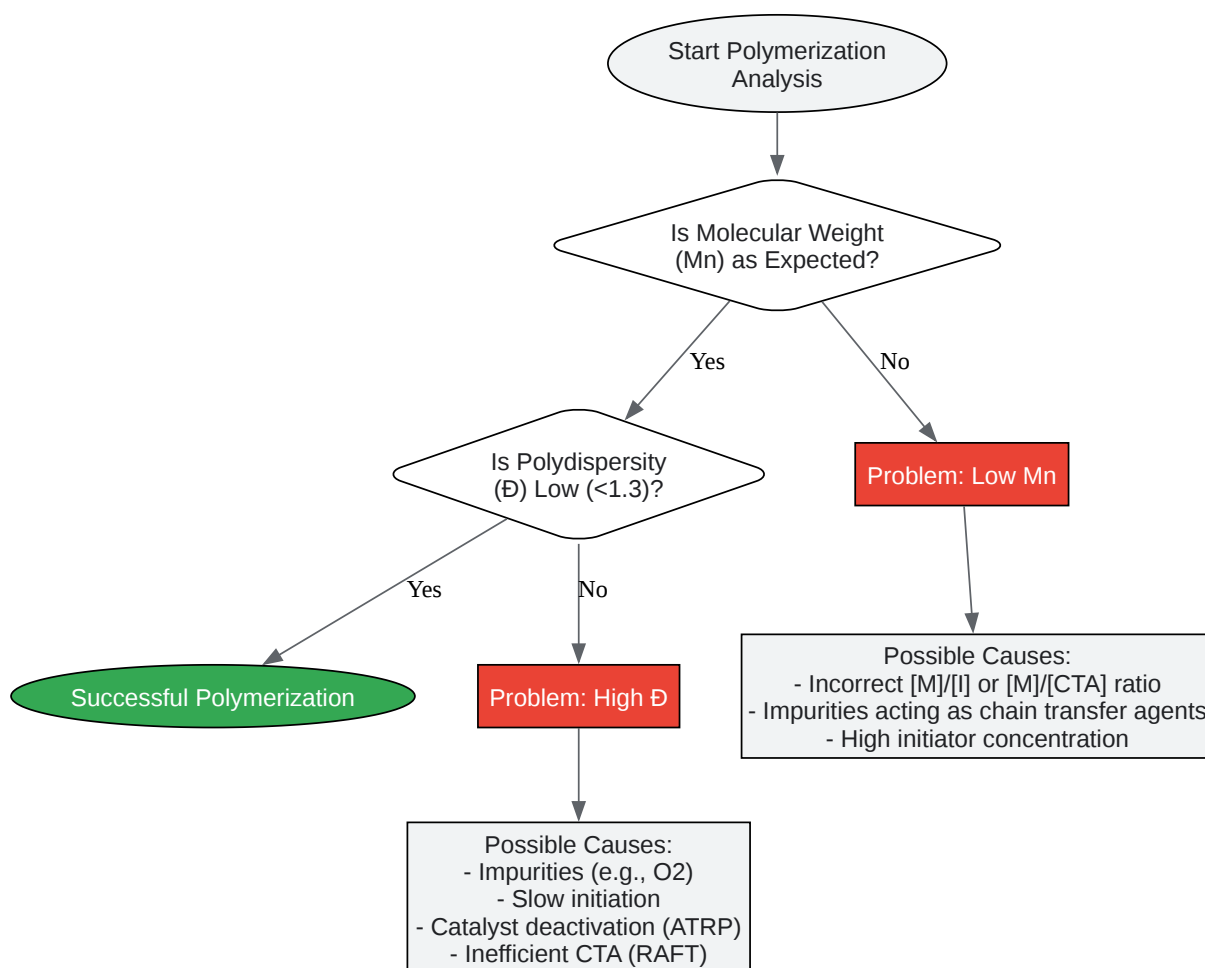 Start Polymerization
Analysis
Is Molecular Weight
(Mn) as Expected?
Yes
No
Is Polydispersity
(Đ) Low (<1.3)?
Problem: Low Mn
Yes
No
Successful Polymerization
Problem: High Đ
Possible Causes:
- Incorrect [M]/[I] or [M]/[CTA] ratio
- Impurities acting as chain transfer agents
- High initiator concentration
Possible Causes:
- Impurities (e.g., O2)
- Slow initiation
- Catalyst deactivation (ATRP)
- Inefficient CTA (RAFT)